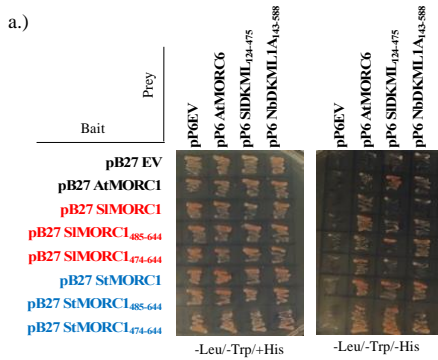 a.)
Prey
Bait
pP6EV
pP6 AtMORC6
pP6 SlDKML124-475
pP6 NbDKML1A143-588
pP6EV
pP6 AtMORC6
pP6 SlDKML124-475
pP6 NbDKML1A143-588
pB27 EV
pB27 AtMORC1
pB27 SlMORC1
pB27 SlMORC1485-644
pB27 SlMORC1474-644
pB27 StMORC1
pB27 StMORC1485-644
pB27 StMORC1474-644
-Leu/-Trp/+His
-Leu/-Trp/-His